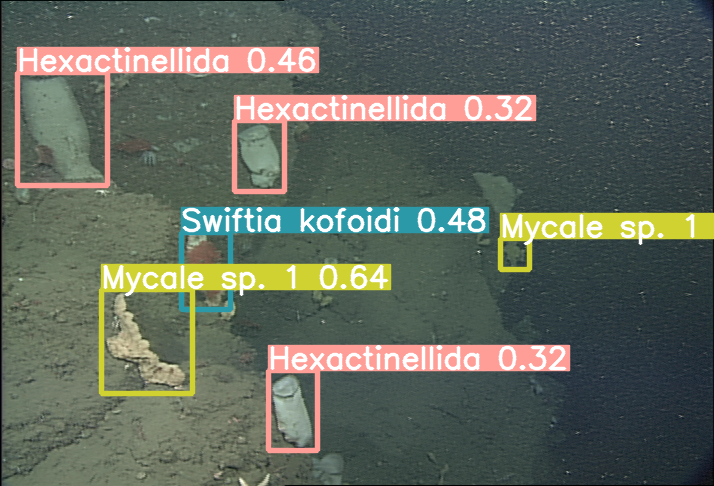 Hexactinellida 0.46
Hexactinellida 0.32
Swiftia kofoidi 0.48
Mycale sp. 1
Mycale sp. 1 0.64
Hexactinellida 0.32